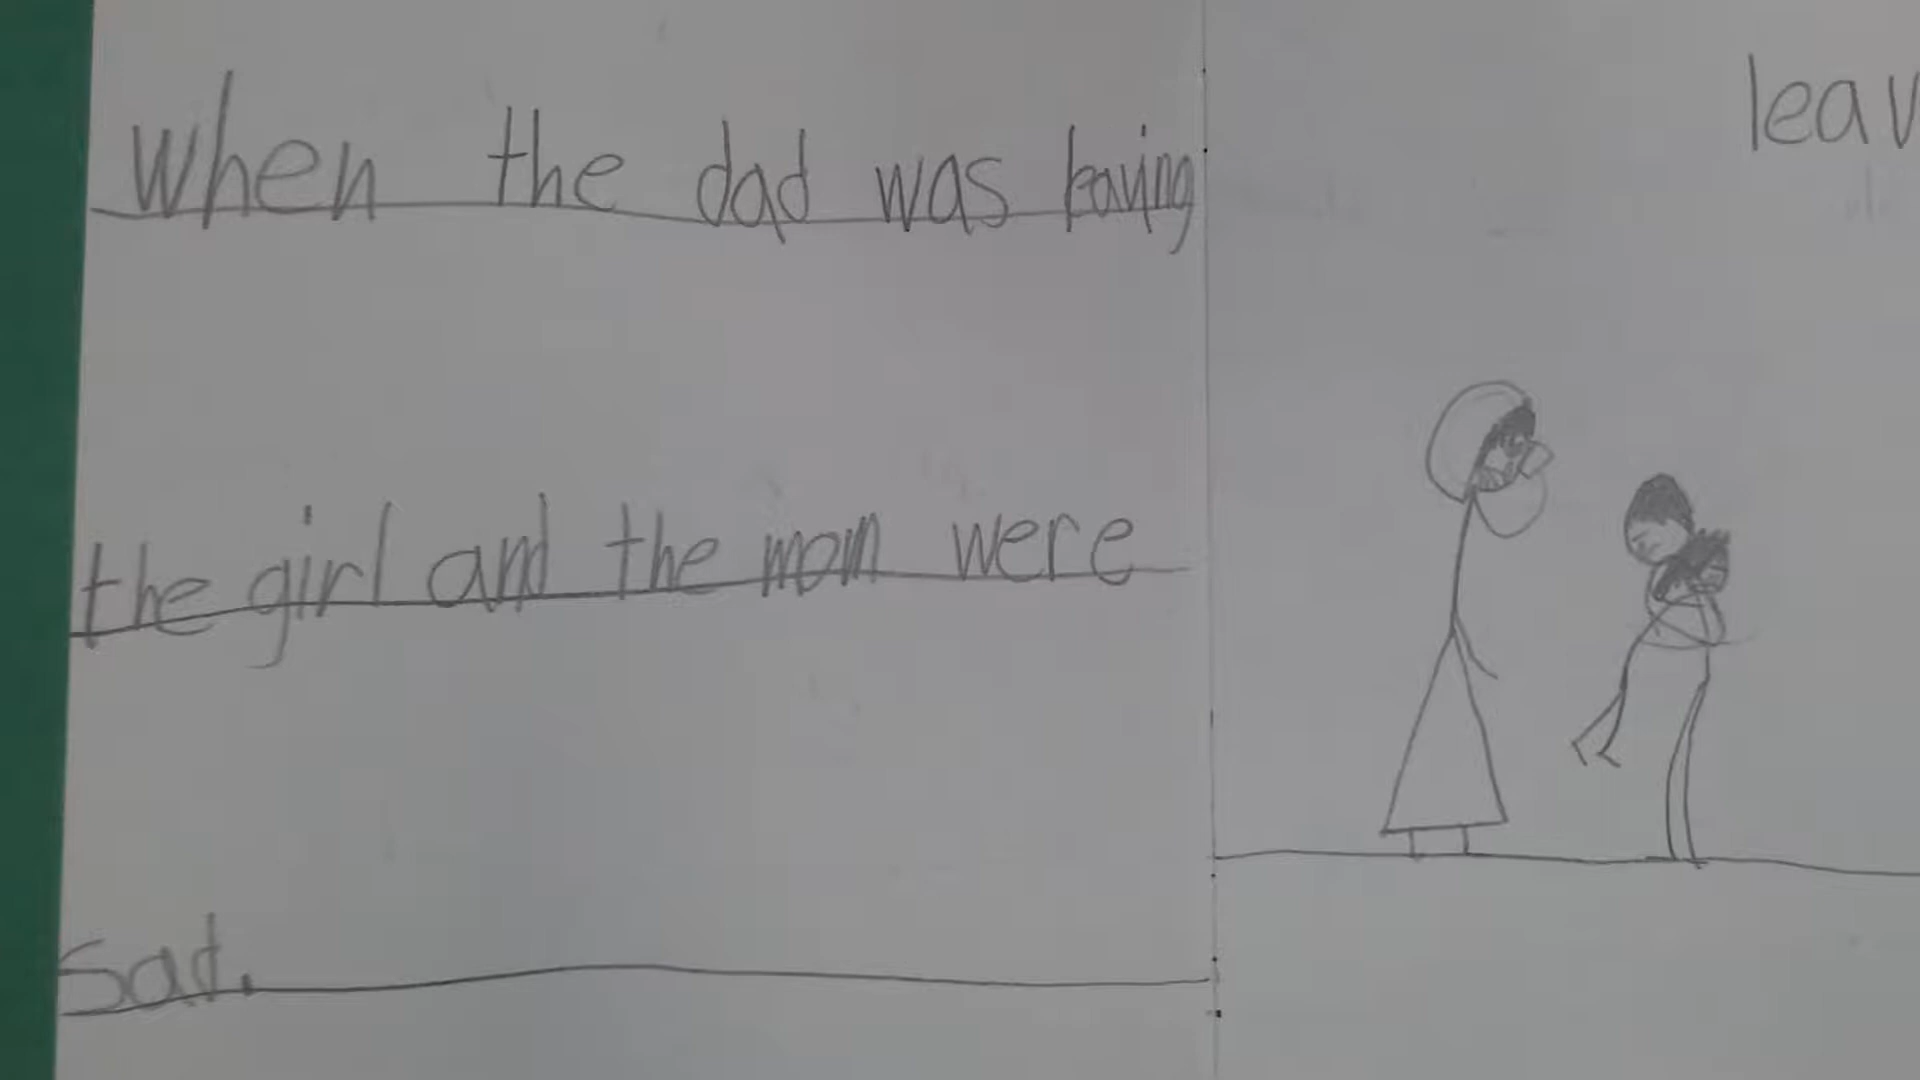 When the dad was leaving
the girl and the mom were
sad.
leav